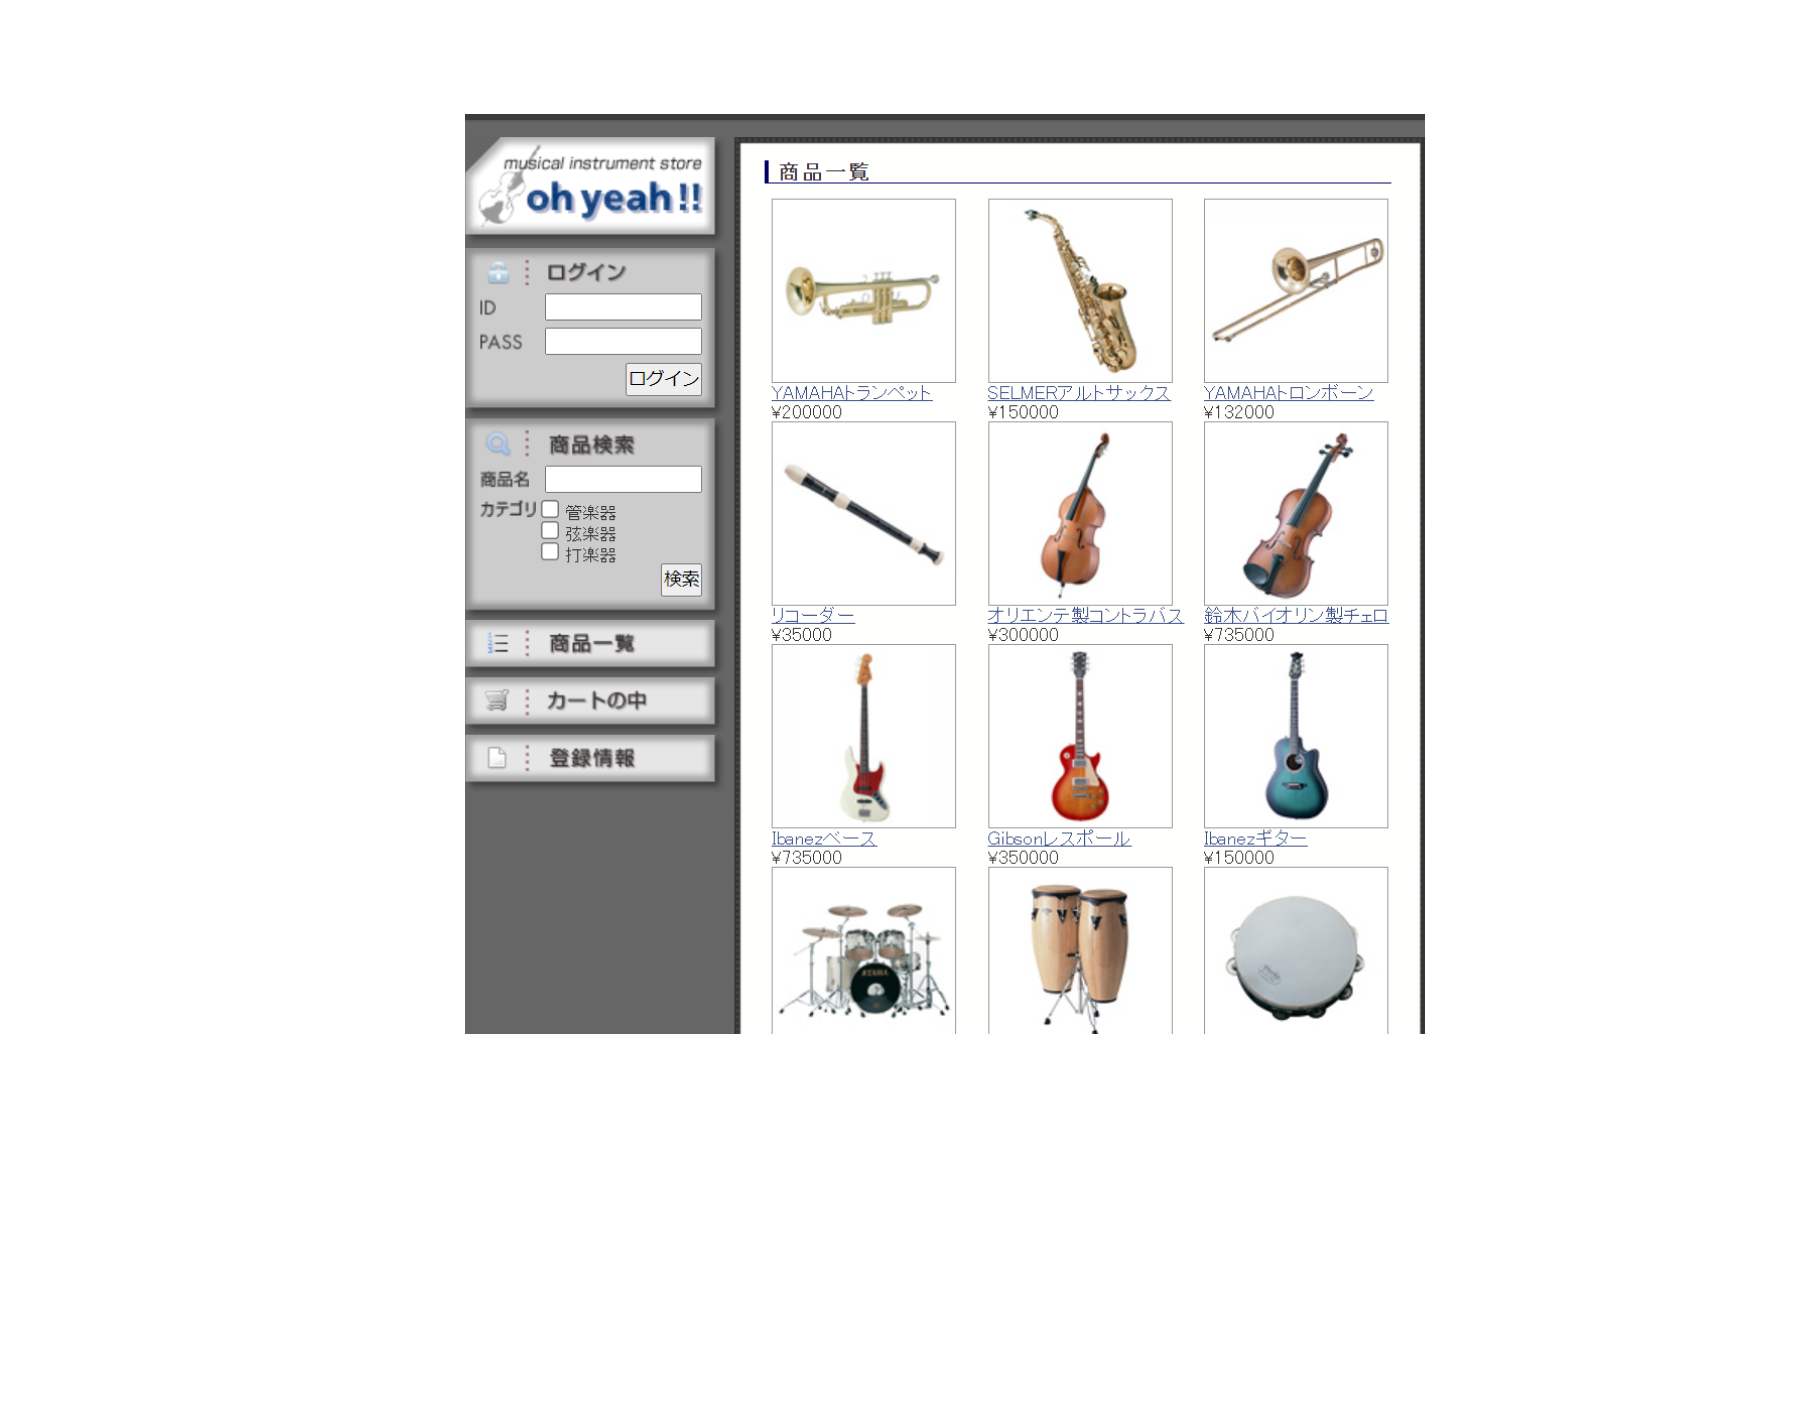 musical instrument store
oh yeah!!
ログイン
ID
PASS
ログイン
商品検索
商品名
カテゴリ
管楽器
弦楽器
打楽器
検索
商品一覧
カートの中
登録情報
商品一覧
YAMAHAトランペット
¥200000
SELMERアルトサックス
¥150000
YAMAHAトロンボーン
¥132000
リコーダー
¥35000
オリエンテ製コントラバス
¥300000
鈴木バイオリン製チェロ
¥735000
Ibanezベース
¥735000
Gibsonレスポール
¥350000
Ibanezギター
¥150000
TAMA